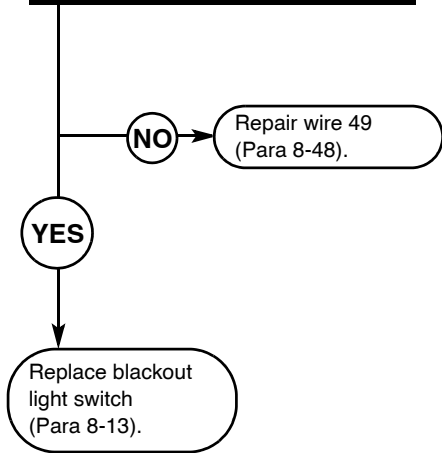 NO
Repair wire 49
(Para 8-48).
YES
Replace blackout
light switch
(Para 8-13).